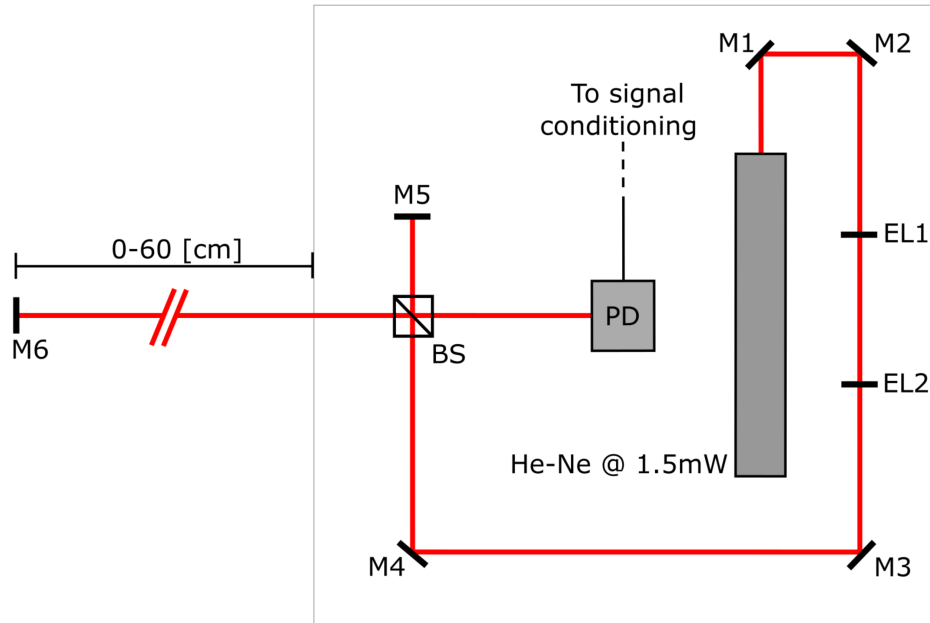 M1
M2
To signal
conditioning
M5
EL1
0-60 [cm]
PD
M6
BS
EL2
He-Ne @ 1.5mW
M4
M3